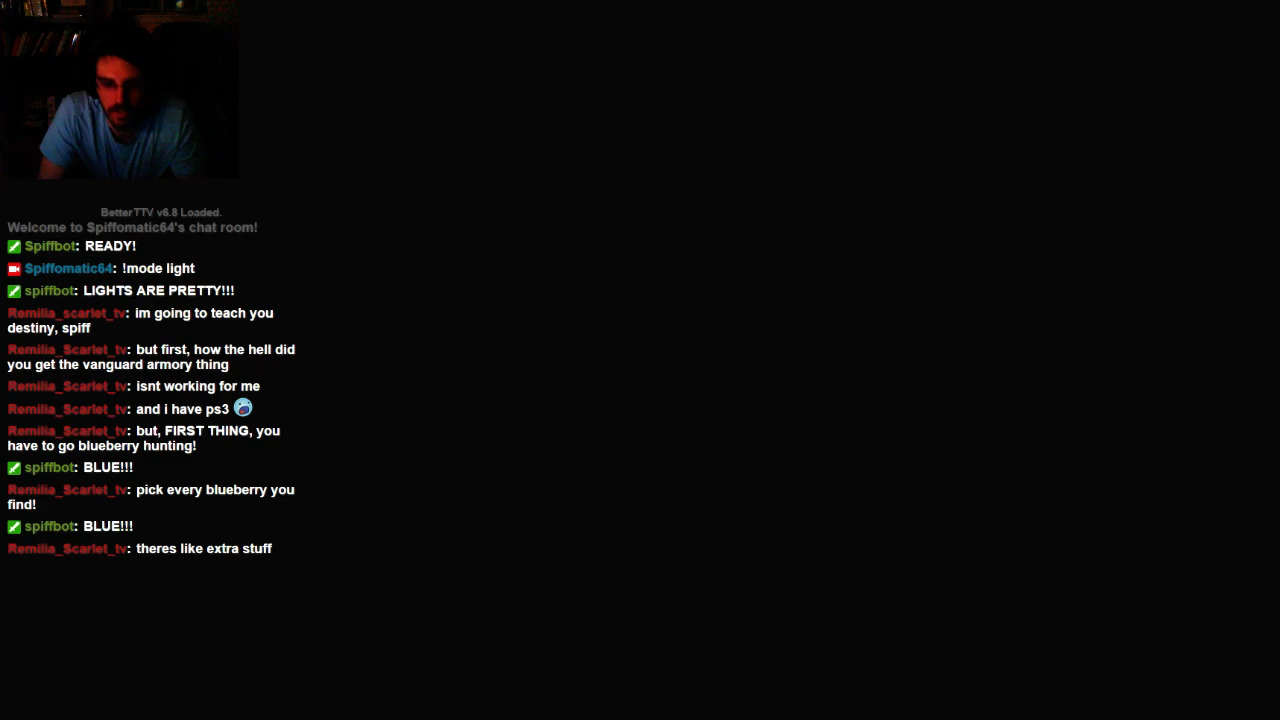 BetterTTV v6.8 Loaded.
Welcome to Spiffomatic64's chat room!
Spiffbot: READY!
Spiffomatic64: !mode light
spiffbot: LIGHTS ARE PRETTY!!!
Remilia_scarlet_tv: im going to teach you
destiny, spiff
Remilia_Scarlet_tv: but first, how the hell did
you get the vanguard armory thing
Remilia_Scarlet_tv: isnt working for me
Remilia_Scarlet_tv: and i have ps3
Remilia_Scarlet_tv: but, FIRST THING, you
have to go blueberry hunting!
spiffbot: BLUE!!!
Remilia_Scarlet_tv: pick every blueberry you
find!
spiffbot: BLUE!!!
Remilia_Scarlet_tv: theres like extra stuff